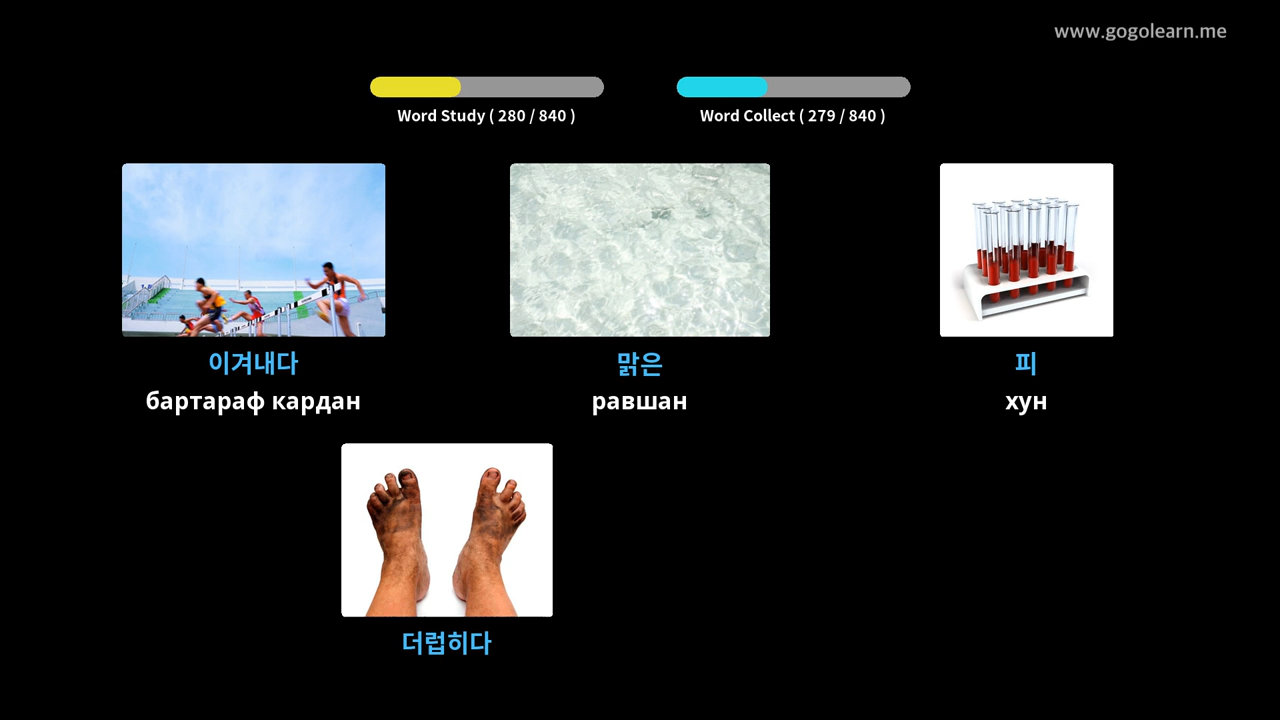 www.gogolearn.me
Word Study ( 280 / 840 )
Word Collect ( 279 / 840 )
이겨내다
бартараф кардан
맑은
равшан
피
хун
더럽히다